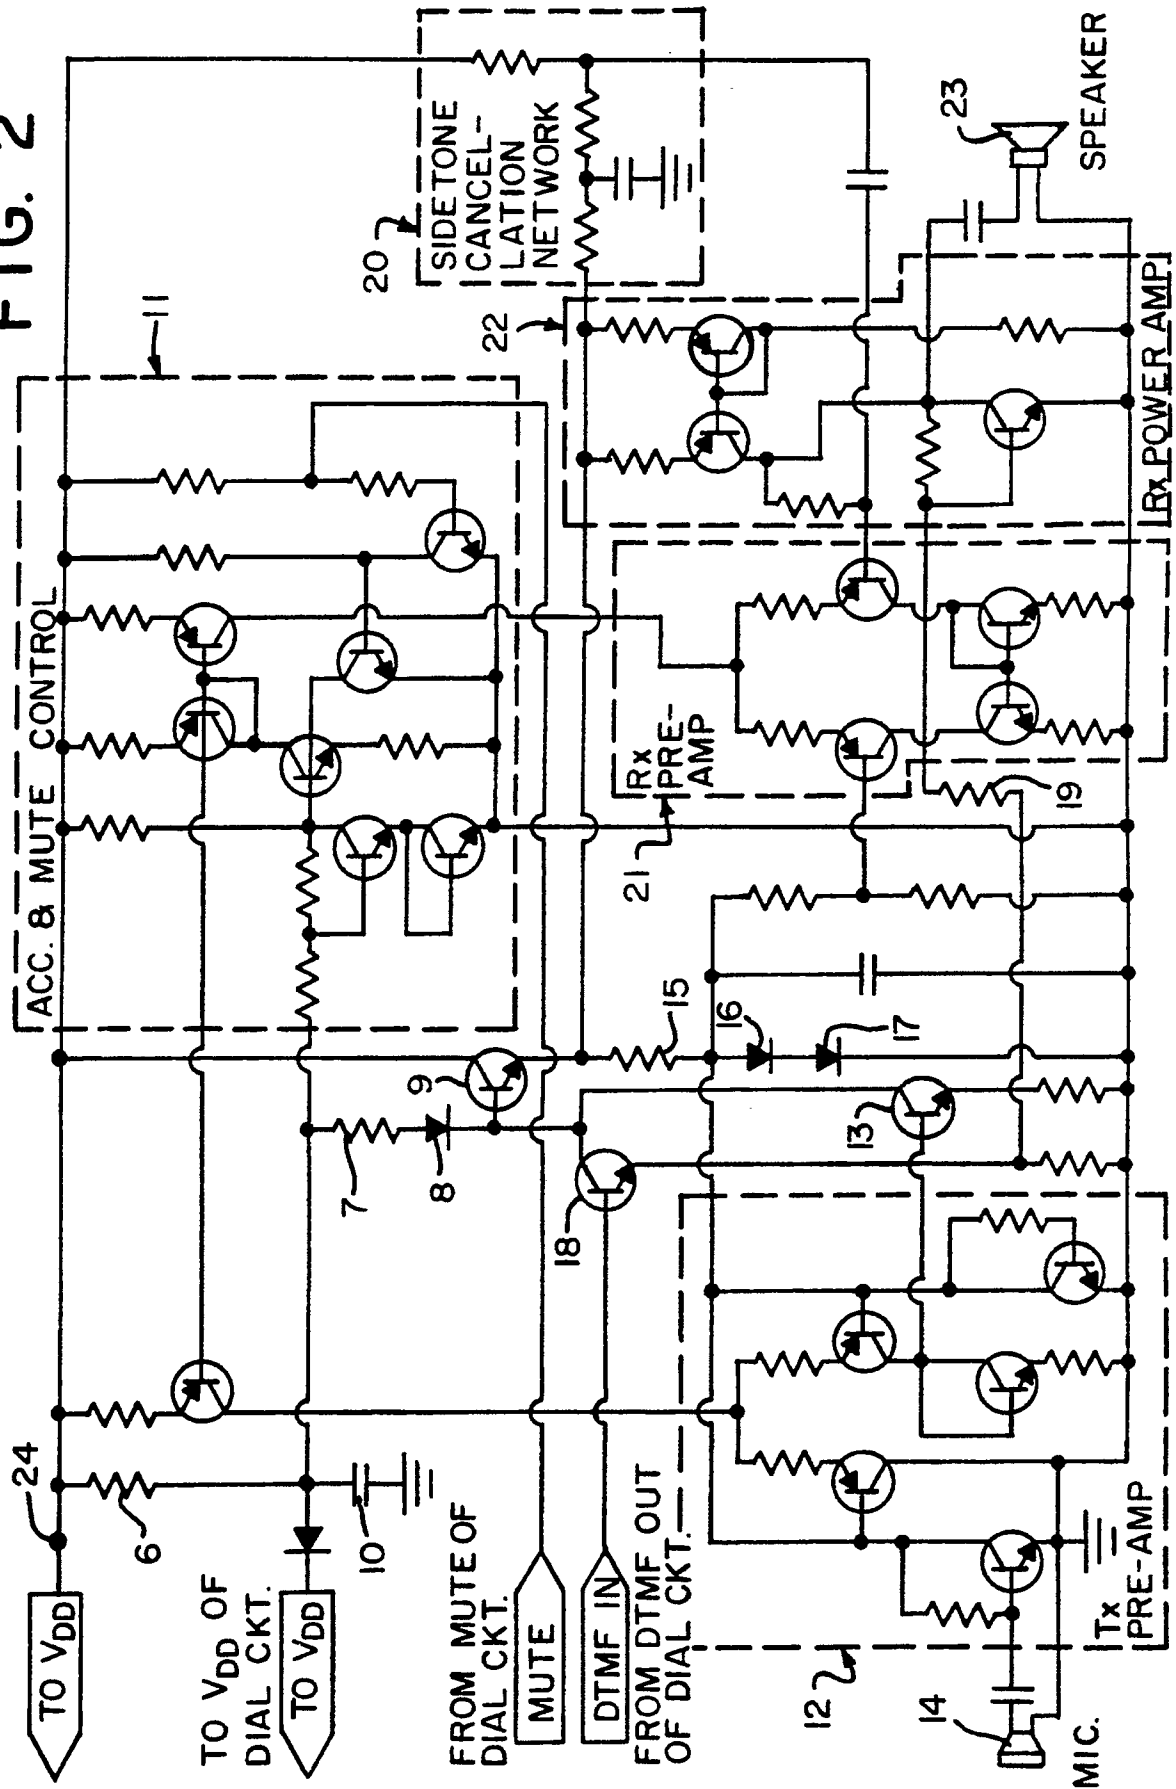 FIG. 2
24
TO VDD
6
TO VDD OF
DIAL CKT.
TO VDD
10
FROM MUTE OF
DIAL CKT.
MUTE
DTMF IN
FROM DTMF OUT
OF DIAL CKT.
11
ACC. & MUTE CONTROL
7
8
9
18
13
15
16
17
12
14
MIC.
Tx
PRE-AMP
20
SIDETONE
CANCEL-
LATION
NETWORK
22
Rx POWER AMP
21
Rx
PRE-
AMP
19
23
SPEAKER